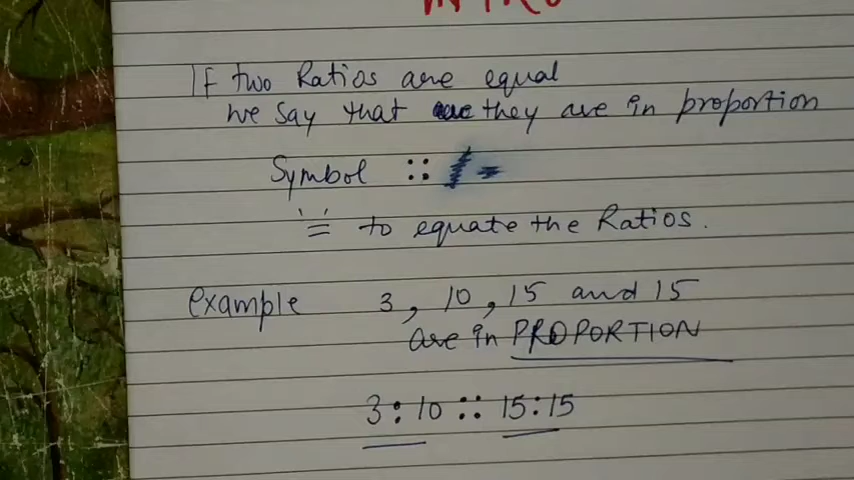 INTRO
If two Ratios are equal
we say that they are in proportion
Symbol ::
'=' to equate the Ratios.
Example 3, 10, 15 and 15
are in PROPORTION
3:10 :: 15:15